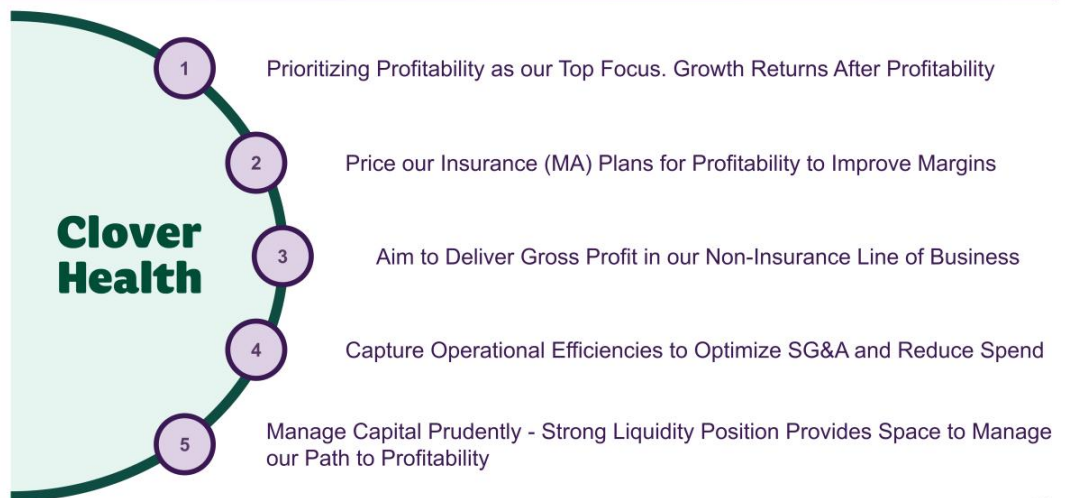 1
Prioritizing Profitability as our Top Focus. Growth Returns After Profitability
2
Price our Insurance (MA) Plans for Profitability to Improve Margins
Clover
Health
3
Aim to Deliver Gross Profit in our Non-Insurance Line of Business
4
Capture Operational Efficiencies to Optimize SG&A and Reduce Spend
5
Manage Capital Prudently - Strong Liquidity Position Provides Space to Manage
our Path to Profitability